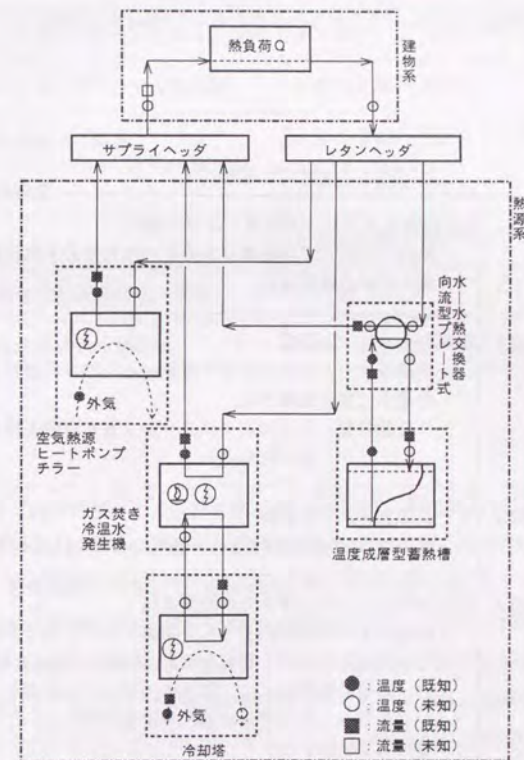 熱負荷Q
建物系
サプライヘッダ
レタンヘッダ
熱源系
水―水熱交換器
向流型プレート式
外気
空気熱源
ヒートポンプ
チラー
ガス焚き
冷温水
発生機
温度成層型蓄熱槽
外気
冷却塔
●:温度(既知)
○:温度(未知)
■:流量(既知)
□:流量(未知)